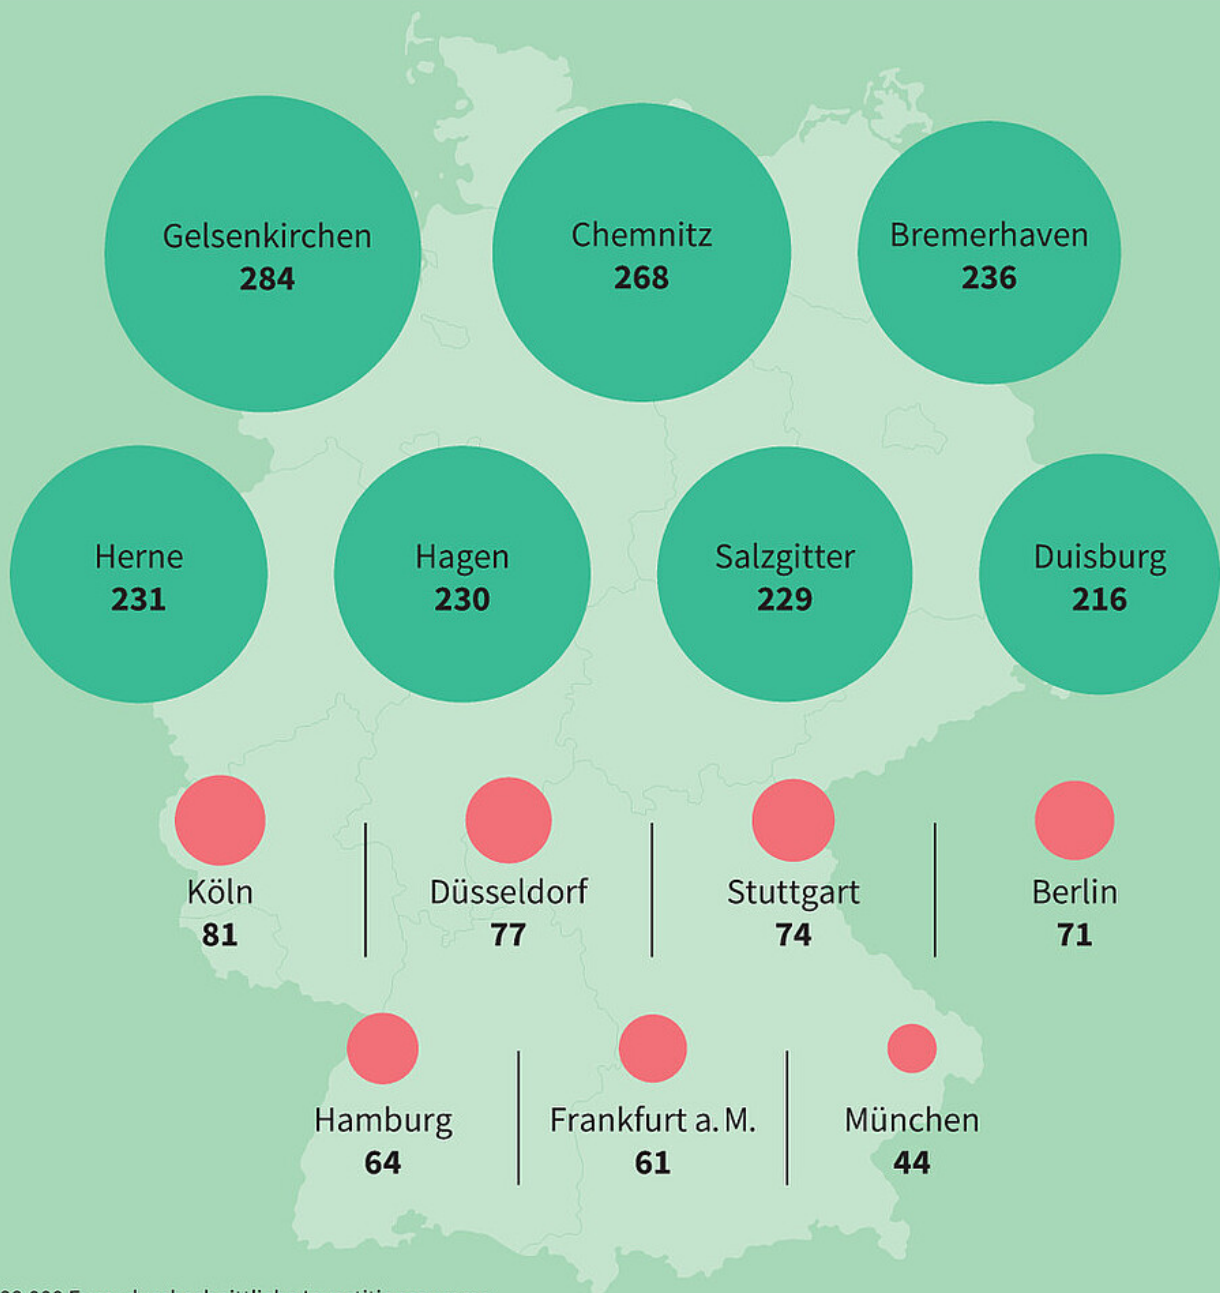 Gelsenkirchen
284
Chemnitz
268
Bremerhaven
236
Herne
231
Hagen
230
Salzgitter
229
Duisburg
216
Köln
81
Düsseldorf
77
Stuttgart
74
Berlin
71
Hamburg
64
Frankfurt a. M.
61
München
44